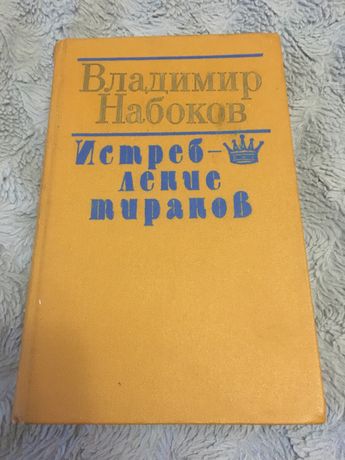 Владимир
Набоков
Истреб-
ление
тиранов